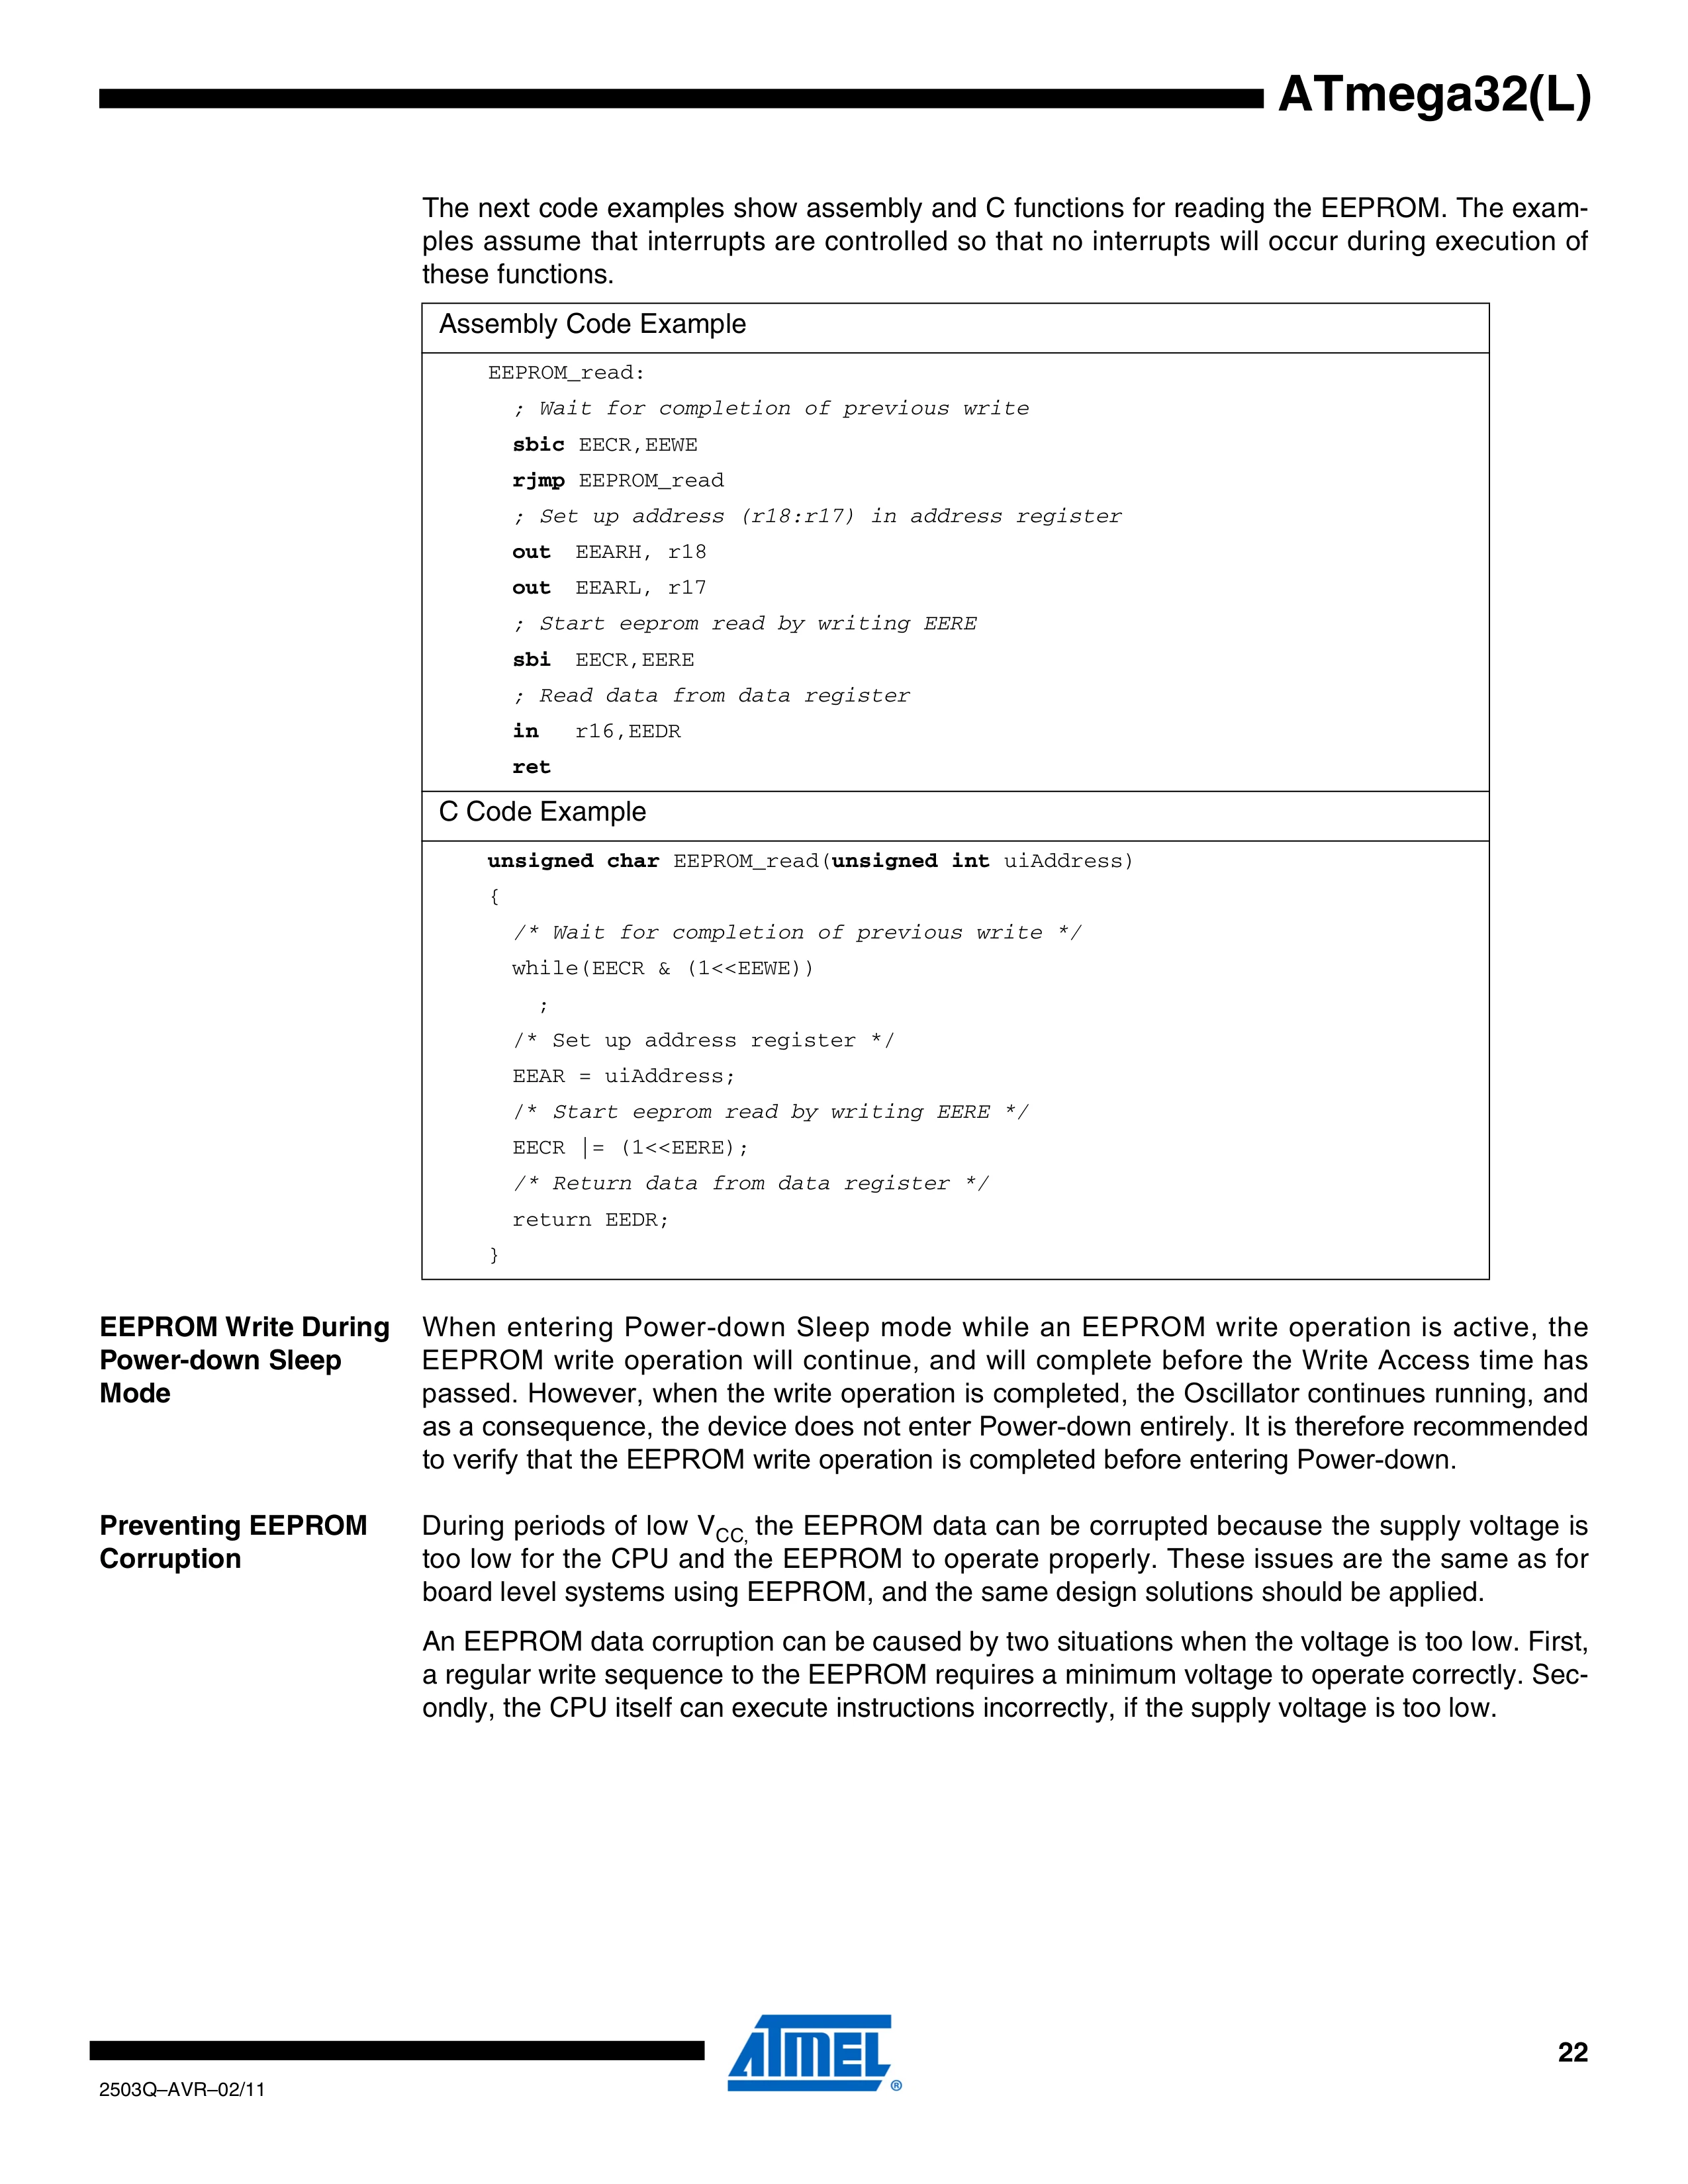 ATmega32(L)
The next code examples show assembly and C functions for reading the EEPROM. The exam-
ples assume that interrupts are controlled so that no interrupts will occur during execution of
these functions.
Assembly Code Example
EEPROM_read:
; Wait for completion of previous write
sbic EECR,EEWE
rjmp EEPROM_read
; Set up address (r18:r17) in address register
out EEARH, r18
out EEARL, r17
; Start eeprom read by writing EERE
sbi EECR,EERE
; Read data from data register
in r16,EEDR
ret
C Code Example
unsigned char EEPROM_read(unsigned int uiAddress)
{
/* Wait for completion of previous write */
while(EECR & (1<<EEWE))
;
/* Set up address register */
EEAR = uiAddress;
/* Start eeprom read by writing EERE */
EECR |= (1<<EERE);
/* Return data from data register */
return EEDR;
}
EEPROM Write During
Power-down Sleep
Mode
When entering Power-down Sleep mode while an EEPROM write operation is active, the
EEPROM write operation will continue, and will complete before the Write Access time has
passed. However, when the write operation is completed, the Oscillator continues running, and
as a consequence, the device does not enter Power-down entirely. It is therefore recommended
to verify that the EEPROM write operation is completed before entering Power-down.
Preventing EEPROM
Corruption
During periods of low VCC, the EEPROM data can be corrupted because the supply voltage is
too low for the CPU and the EEPROM to operate properly. These issues are the same as for
board level systems using EEPROM, and the same design solutions should be applied.
An EEPROM data corruption can be caused by two situations when the voltage is too low. First,
a regular write sequence to the EEPROM requires a minimum voltage to operate correctly. Sec-
ondly, the CPU itself can execute instructions incorrectly, if the supply voltage is too low.
ATMEL ®
22
2503Q–AVR–02/11